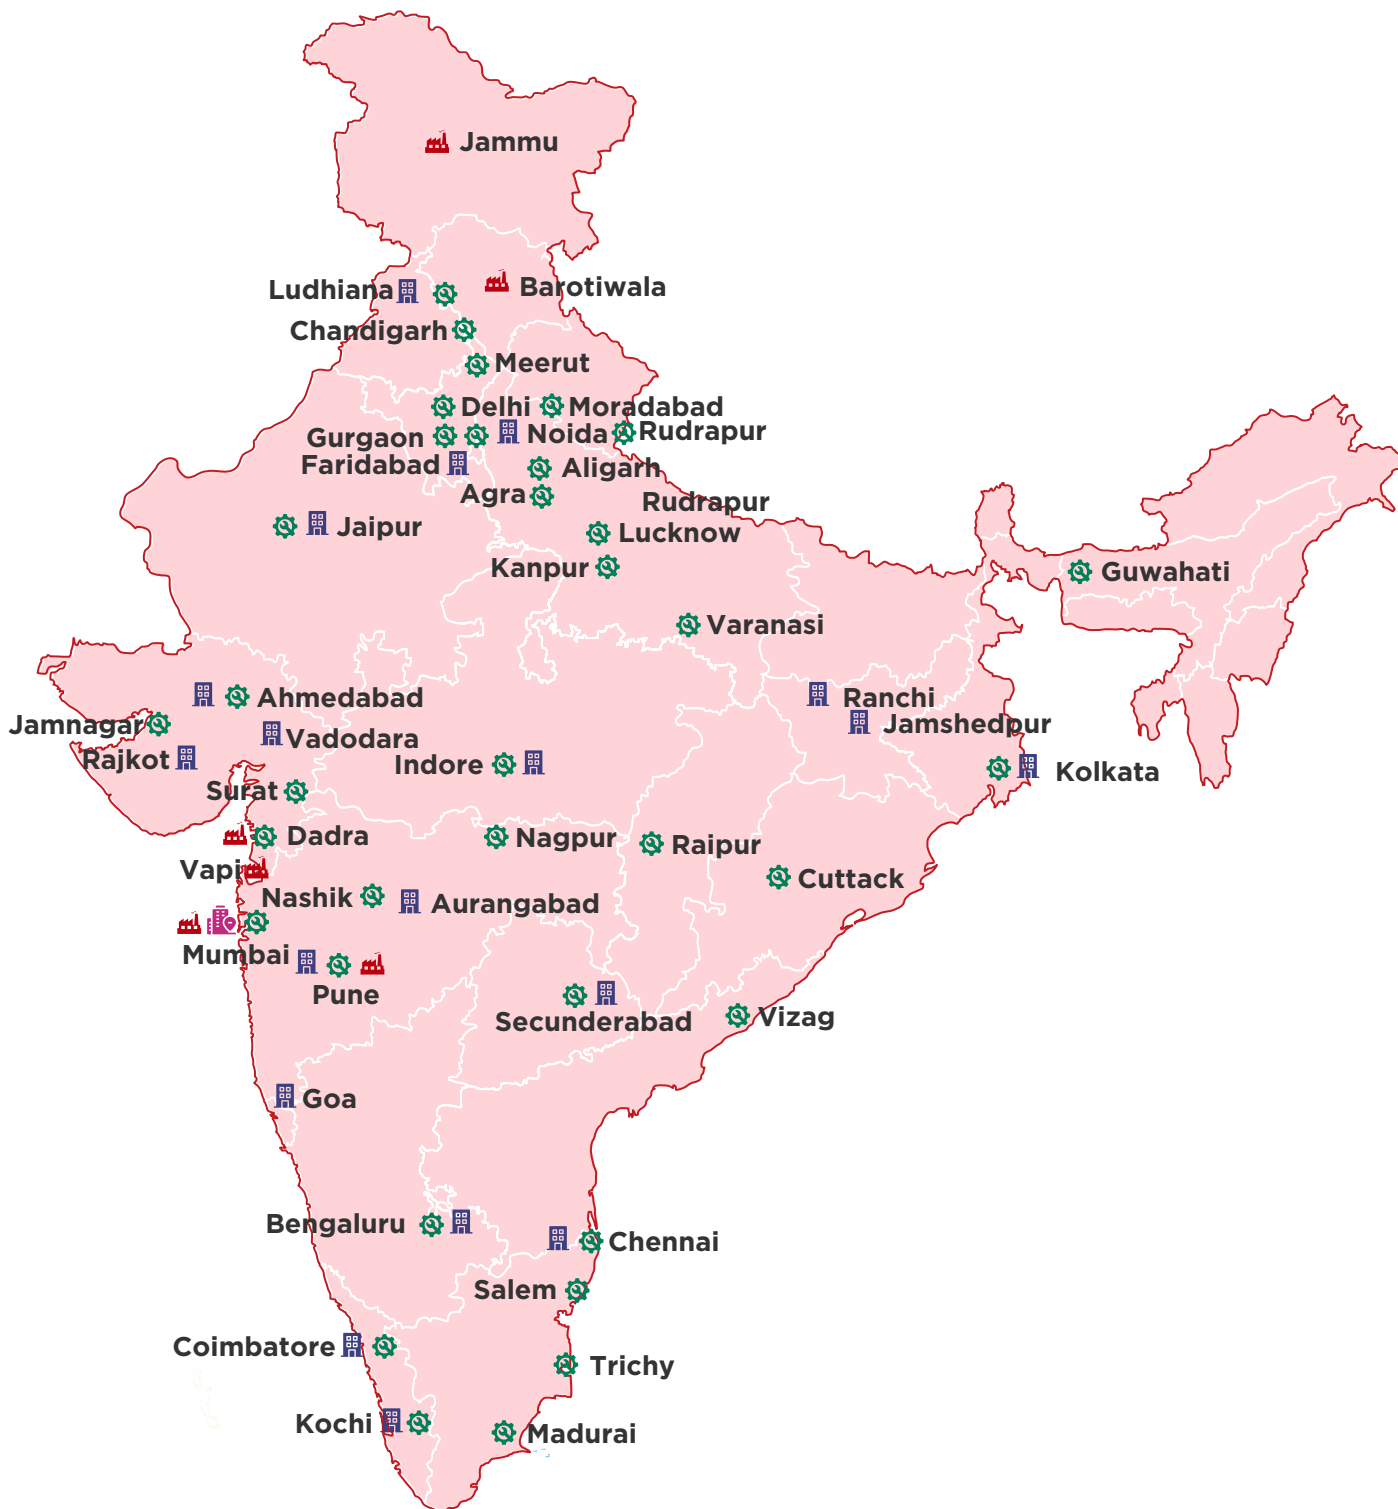 Jammu
Barotiwala
Ludhiana
Chandigarh
Meerut
Delhi
Moradabad
Gurgaon
Noida
Rudrapur
Faridabad
Aligarh
Agra
Rudrapur
Jaipur
Lucknow
Kanpur
Guwahati
Varanasi
Ahmedabad
Ranchi
Jamnagar
Jamshedpur
Vadodara
Rajkot
Indore
Kolkata
Surat
Dadra
Nagpur
Raipur
Vapi
Cuttack
Nashik
Aurangabad
Mumbai
Pune
Secunderabad
Vizag
Goa
Bengaluru
Chennai
Salem
Coimbatore
Trichy
Kochi
Madurai